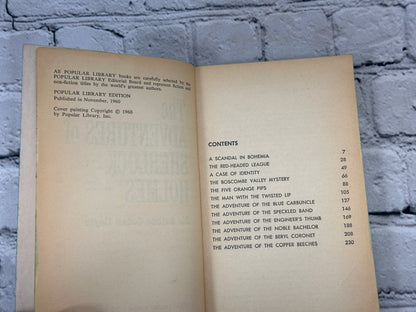 All POPULAR LIBRARY books are carefully selected by the
POPULAR LIBRARY Editorial Board and represent fiction and
non-fiction titles by the world's greatest authors.
POPULAR LIBRARY EDITION
Published in November, 1960
Cover painting Copyright © 1960
by Popular Library, Inc.
ADVENTURES OF
CONTENTS
A SCANDAL IN BOHEMIA 7
THE RED-HEADED LEAGUE 28
A CASE OF IDENTITY 49
THE BOSCOMBE VALLEY MYSTERY 66
THE FIVE ORANGE PIPS 88
THE MAN WITH THE TWISTED LIP 105
THE ADVENTURE OF THE BLUE CARBUNCLE 127
THE ADVENTURE OF THE SPECKLED BAND 146
THE ADVENTURE OF THE ENGINEER'S THUMB 169
THE ADVENTURE OF THE NOBLE BACHELOR 188
THE ADVENTURE OF THE BERYL CORONET 208
THE ADVENTURE OF THE COPPER BEECHES 230